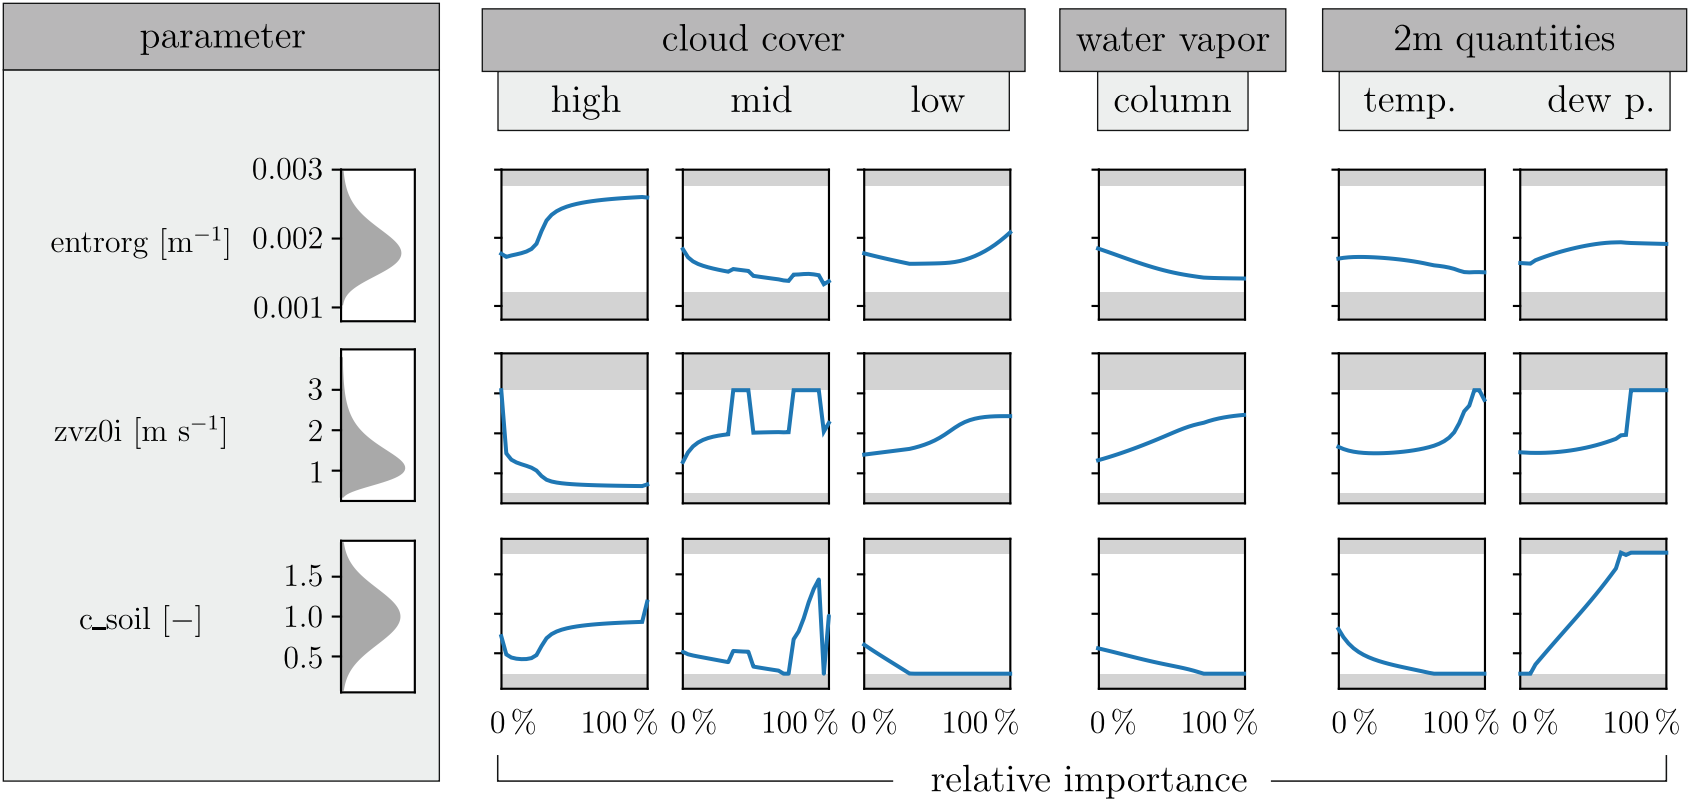 parameter
cloud cover
water vapor
2m quantities
high
mid
low
column
temp.
dew p.
entrorg [m⁻¹]
0.003
0.002
0.001
zvz0i [m s⁻¹]
3
2
1
c_soil [−]
1.5
1.0
0.5
0 %
100 %
0 %
100 %
0 %
100 %
0 %
100 %
0 %
100 %
0 %
100 %
relative importance